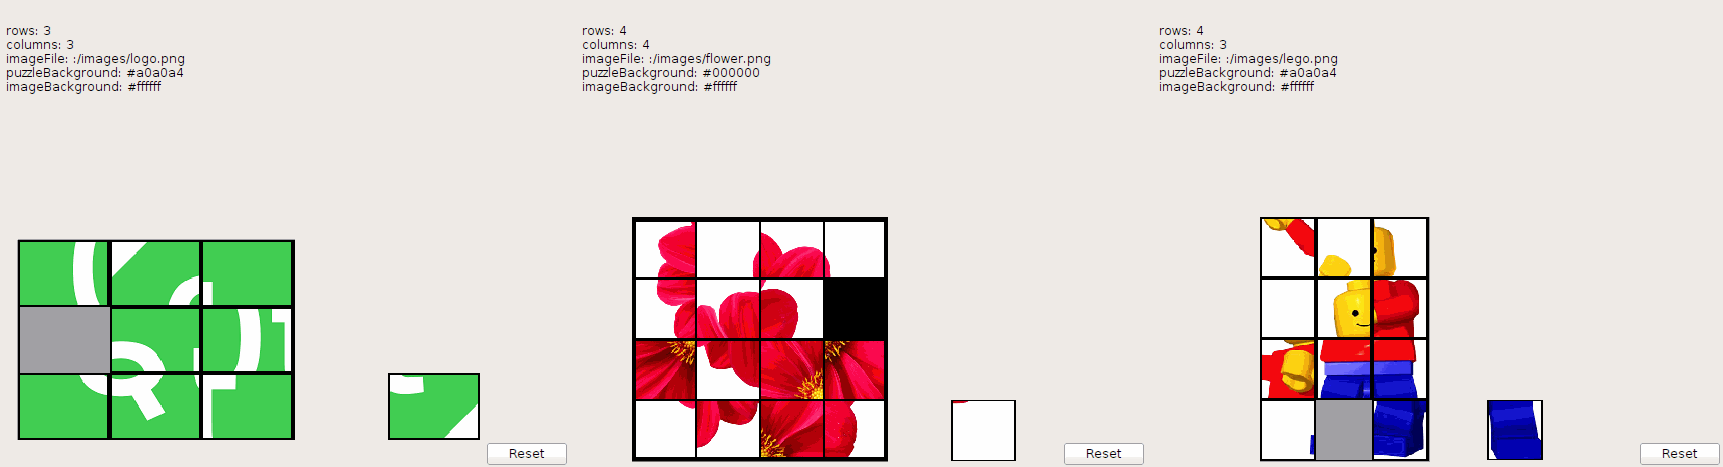 rows: 3
columns: 3
imageFile: :/images/logo.png
puzzleBackground: #a0a0a4
imageBackground: #ffffff
rows: 4
columns: 4
imageFile: :/images/flower.png
puzzleBackground: #000000
imageBackground: #ffffff
rows: 4
columns: 3
imageFile: :/images/lego.png
puzzleBackground: #a0a0a4
imageBackground: #ffffff
Reset
Reset
Reset